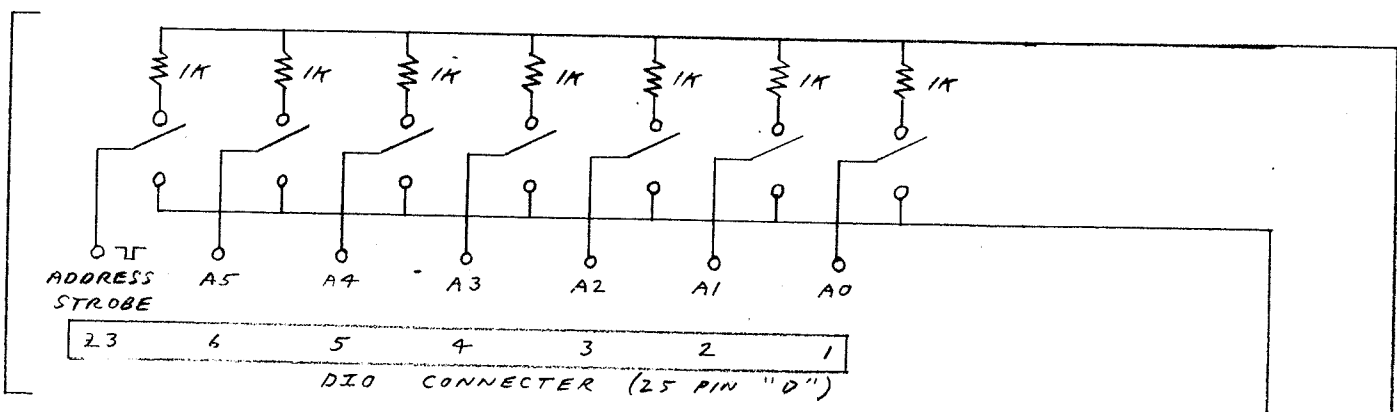 1K 1K 1K 1K 1K 1K 1K
ADDRESS STROBE A5 A4 A3 A2 A1 A0
23 6 5 4 3 2 1
DIO CONNECTER (25 PIN "D")